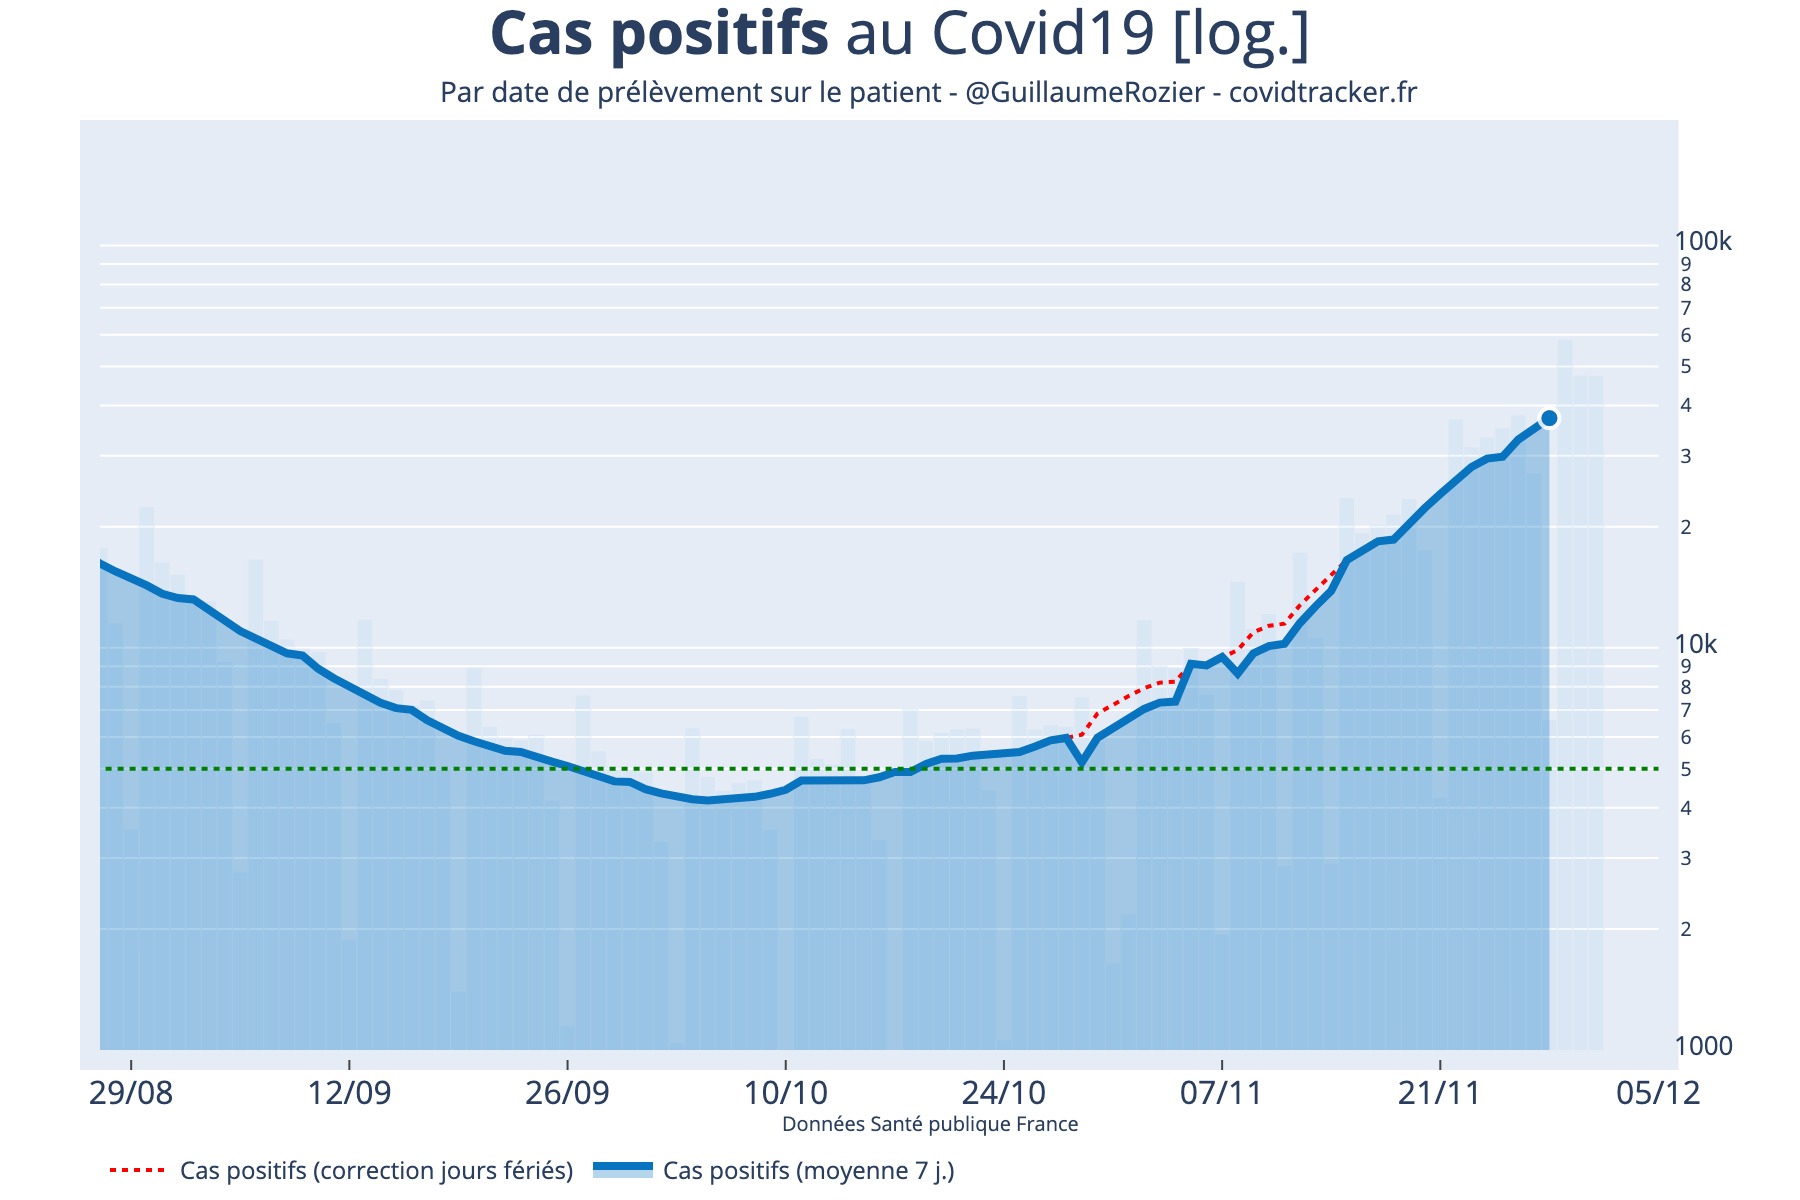 Cas positifs au Covid19 [log.]
Par date de prélèvement sur le patient - @GuillaumeRozier - covidtracker.fr
100k
9
8
7
6
5
4
3
2
10k
9
8
7
6
5
4
3
2
1000
29/08 12/09 26/09 10/10 24/10 07/11 21/11 05/12
Données Santé publique France
Cas positifs (correction jours fériés) Cas positifs (moyenne 7 j.)